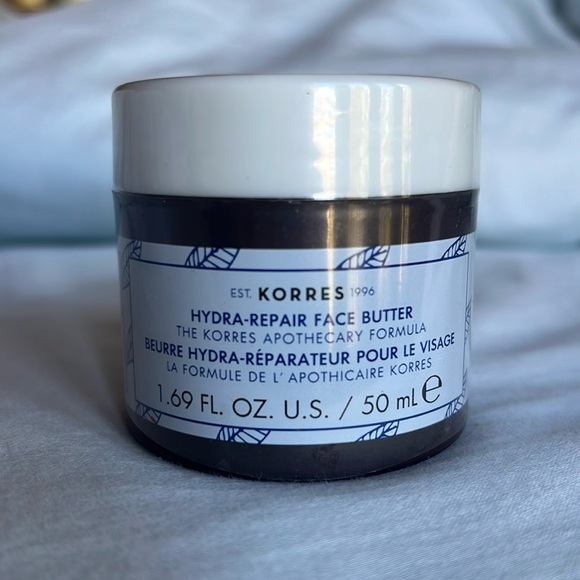 EST. KORRES 1996
HYDRA-REPAIR FACE BUTTER
THE KORRES APOTHECARY FORMULA
BEURRE HYDRA-RÉPARATEUR POUR LE VISAGE
LA FORMULE DE L' APOTHICAIRE KORRES
1.69 FL. OZ. U.S. / 50 mL ℮